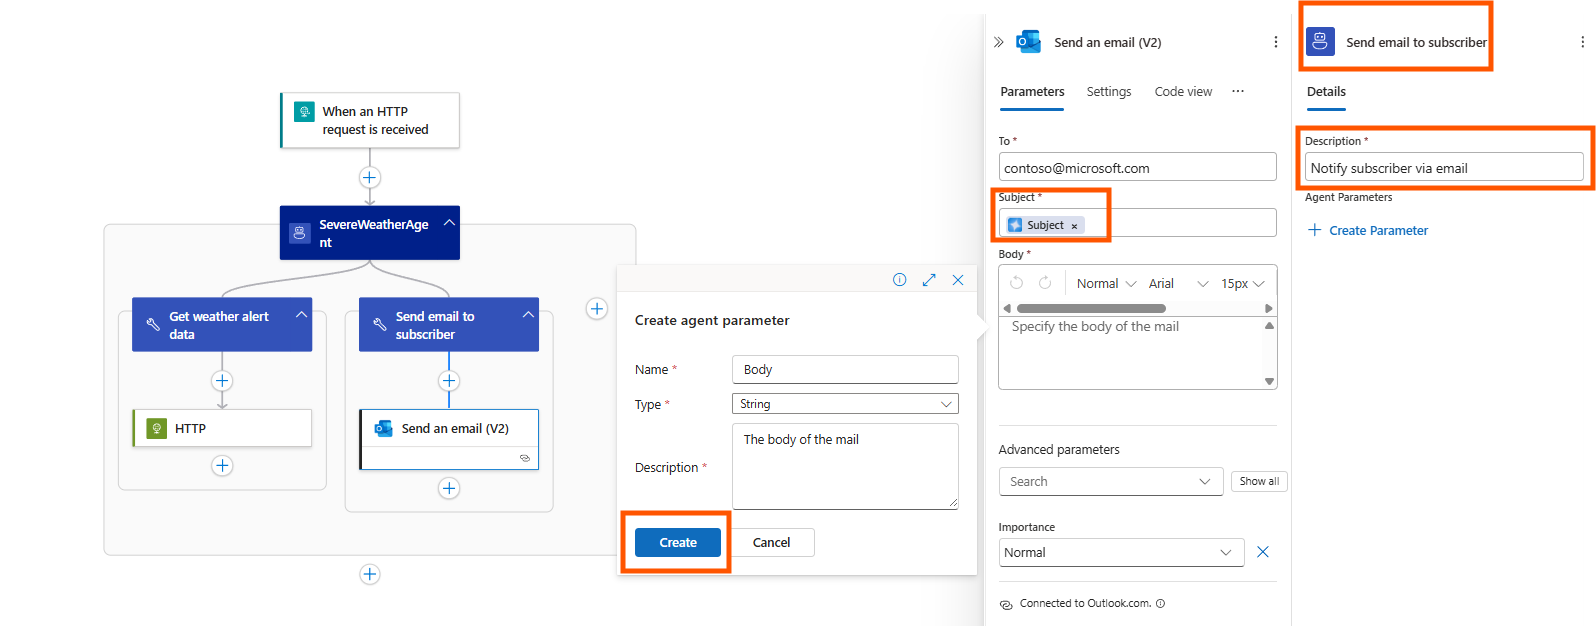 When an HTTP
request is received
SevereWeatherAge
nt
Get weather alert
data
Send email to
subscriber
HTTP
Send an email (V2)
Create agent parameter
Name *
Body
Type *
String
Description *
The body of the mail
Create
Cancel
Send an email (V2)
Parameters
Settings
Code view
To *
contoso@microsoft.com
Subject *
Subject ×
Body *
Normal
Arial
15px
Specify the body of the mail
Advanced parameters
Search
Show all
Importance
Normal
Connected to Outlook.com.
Send email to subscriber
Details
Description *
Notify subscriber via email
Agent Parameters
+ Create Parameter